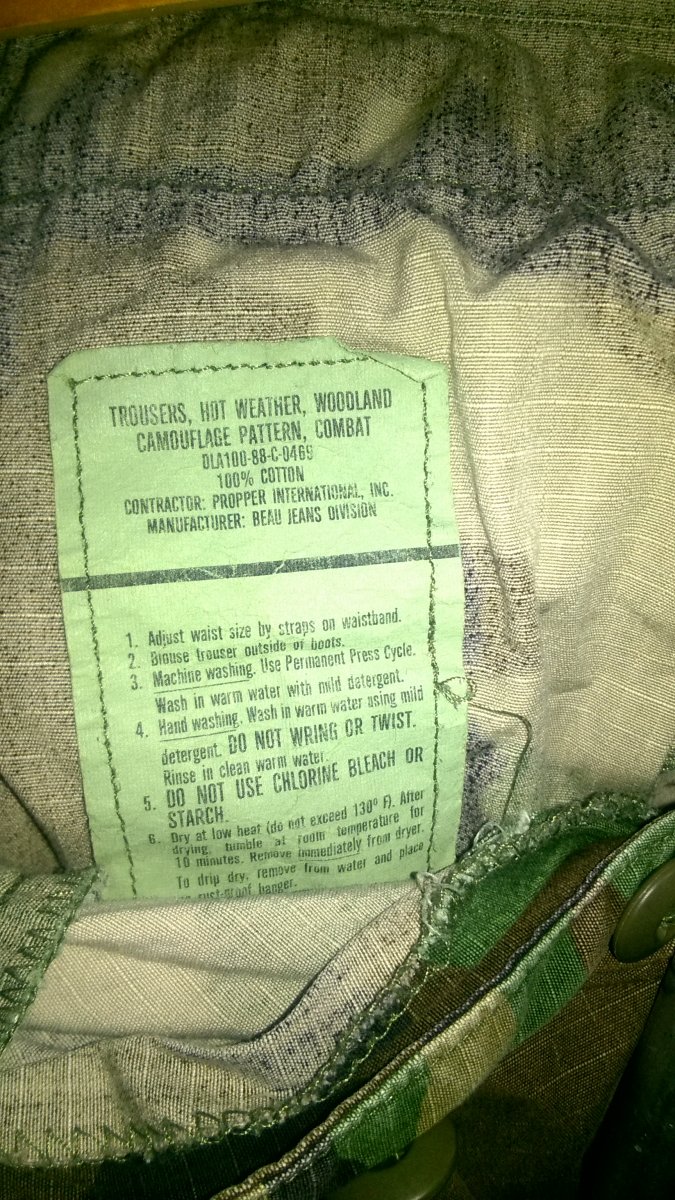 TROUSERS, HOT WEATHER, WOODLAND
CAMOUFLAGE PATTERN, COMBAT
DLA100-88-C-0469
100% COTTON
CONTRACTOR: PROPPER INTERNATIONAL, INC.
MANUFACTURER: BEAU JEANS DIVISION
1. Adjust waist size by straps on waistband.
2. Blouse trouser outside of boots.
3. Machine washing. Use Permanent Press Cycle.
Wash in warm water with mild detergent.
4. Hand washing. Wash in warm water using mild
detergent. DO NOT WRING OR TWIST.
Rinse in clean warm water.
5. DO NOT USE CHLORINE BLEACH OR
STARCH.
6. Dry at low heat (do not exceed 130º F). After
drying, tumble at room temperature for
10 minutes. Remove immediately from dryer.
To drip dry, remove from water and place
rust-proof hanger.